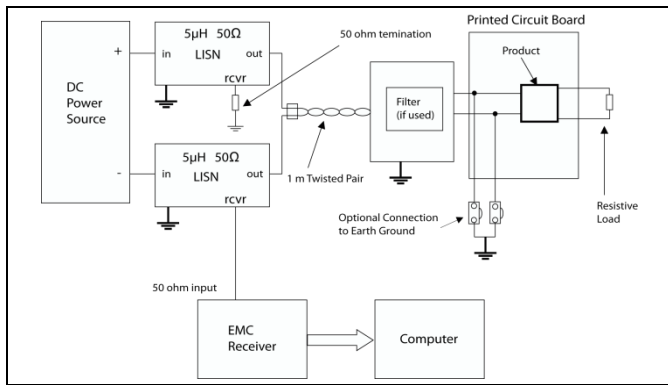 Printed Circuit Board
5µH 50Ω
in
LISN
out
rcvr
50 ohm temination
Product
+
DC
Power
Source
-
Filter
(if used)
5µH 50Ω
in
LISN
out
rcvr
1 m Twisted Pair
Optional Connection
to Earth Ground
Resistive
Load
50 ohm input
EMC
Receiver
Computer